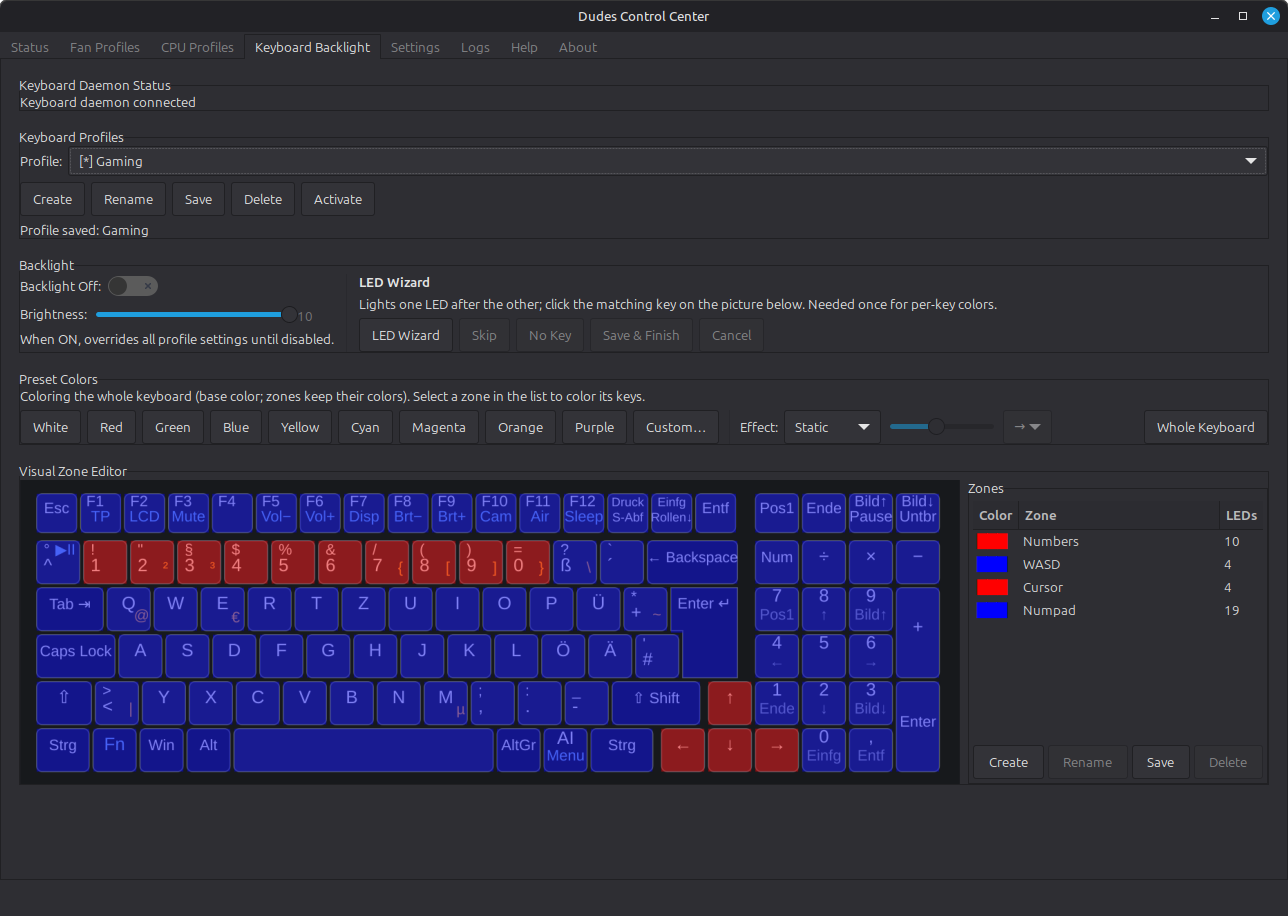 Dudes Control Center
Status Fan Profiles CPU Profiles Keyboard Backlight Settings Logs Help About
Keyboard Daemon Status
Keyboard daemon connected
Keyboard Profiles
Profile: [*] Gaming
Create Rename Save Delete Activate
Profile saved: Gaming
Backlight
Backlight Off:
Brightness: 10
When ON, overrides all profile settings until disabled.
LED Wizard
Lights one LED after the other; click the matching key on the picture below. Needed once for per-key colors.
LED Wizard Skip No Key Save & Finish Cancel
Preset Colors
Coloring the whole keyboard (base color; zones keep their colors). Select a zone in the list to color its keys.
White Red Green Blue Yellow Cyan Magenta Orange Purple Custom… Effect: Static → Whole Keyboard
Visual Zone Editor
Esc F1 F2 F3 F4 F5 F6 F7 F8 F9 F10 F11 F12 Druck Einfg Entf Pos1 Ende Bild↑ Bild↓
TP LCD Mute Vol− Vol+ Disp Brt− Brt+ Cam Air Sleep S-Abf Rollen↓ Pause Untbr
° ▶II ! " § $ % & / ( ) = ? ` ← Backspace Num ÷ × −
^ 1 2 2 3 3 4 5 6 7 { 8 [ 9 ] 0 } ß \ ´
Tab ⇥ Q @ W E € R T Z U I O P Ü * + ~ Enter ↵ 7 8 9 +
Pos1 ↑ Bild↑
Caps Lock A S D F G H J K L Ö Ä ' # 4 5 6
← →
⇧ > < | Y X C V B N M µ ; , : . _ - ⇧ Shift ↑ 1 2 3 Enter
Ende ↓ Bild↓
Strg Fn Win Alt AltGr AI Strg ← ↓ → 0 ,
Menu Einfg Entf
Zones
Color Zone LEDs
Numbers 10
WASD 4
Cursor 4
Numpad 19
Create Rename Save Delete